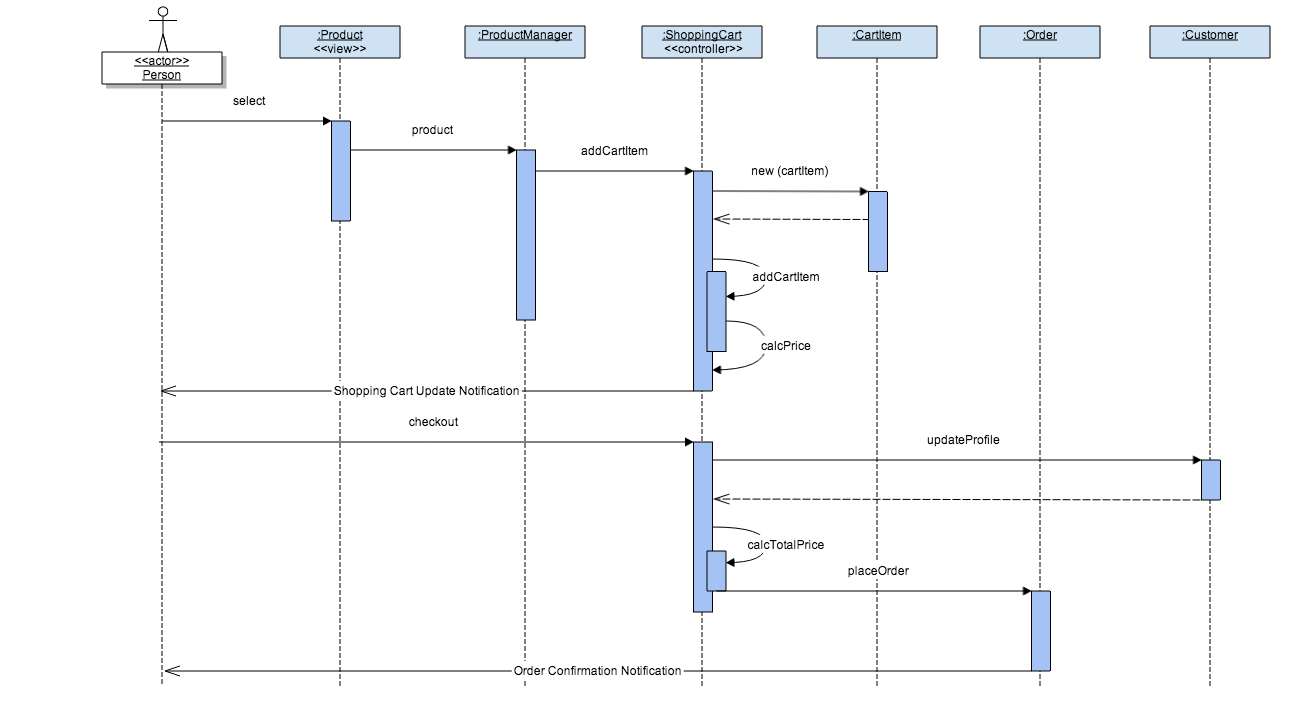 <<actor>>
Person
:Product
<<view>>
:ProductManager
:ShoppingCart
<<controller>>
:CartItem
:Order
:Customer
select
product
addCartItem
new (cartItem)
addCartItem
calcPrice
Shopping Cart Update Notification
checkout
updateProfile
calcTotalPrice
placeOrder
Order Confirmation Notification